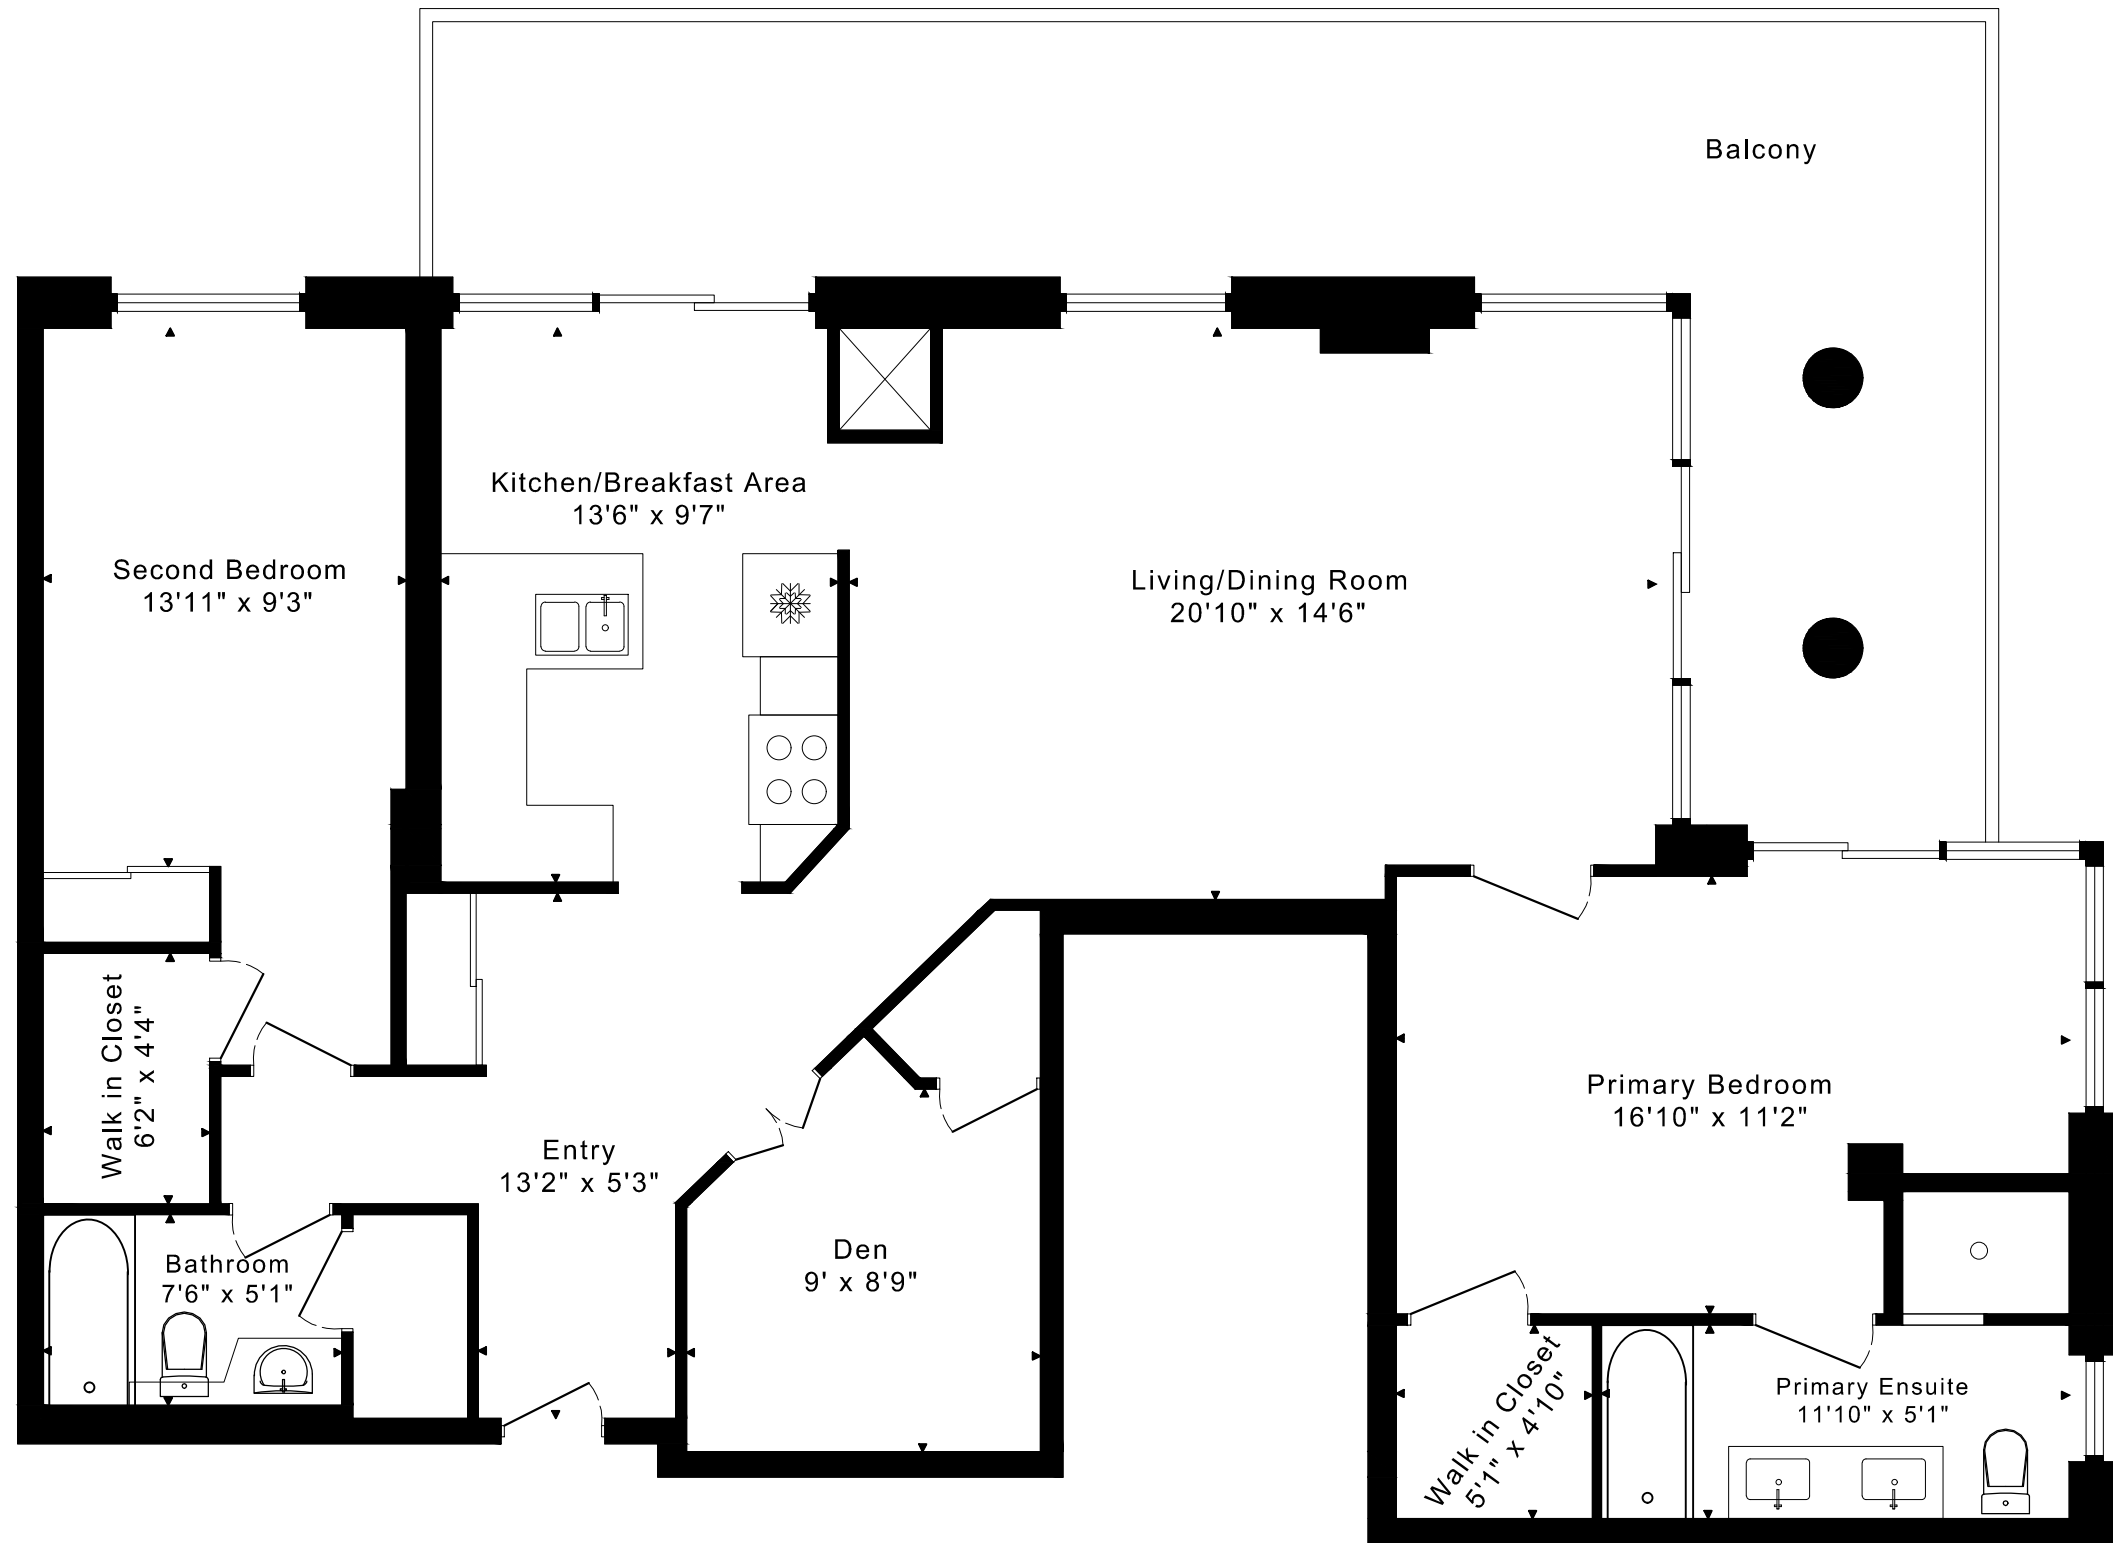 Balcony
Kitchen/Breakfast Area
13'6" x 9'7"
Second Bedroom
13'11" x 9'3"
Living/Dining Room
20'10" x 14'6"
Walk in Closet
6'2" x 4'4"
Primary Bedroom
16'10" x 11'2"
Entry
13'2" x 5'3"
Den
9' x 8'9"
Bathroom
7'6" x 5'1"
Walk in Closet
5'1" x 4'10"
Primary Ensuite
11'10" x 5'1"